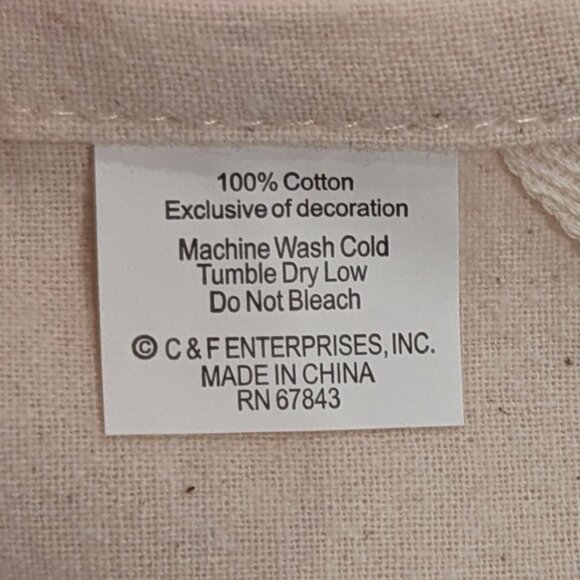 100% Cotton
Exclusive of decoration
Machine Wash Cold
Tumble Dry Low
Do Not Bleach
© C & F ENTERPRISES, INC.
MADE IN CHINA
RN 67843